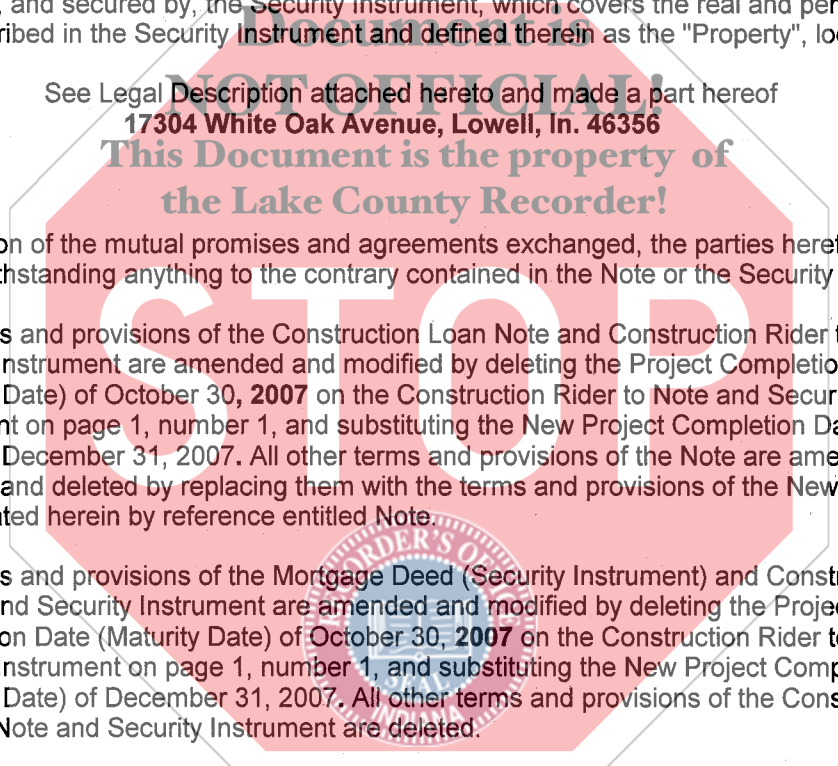 , and secured by, the Security Instrument, which covers the real and per
ribed in the Security Instrument and defined therein as the "Property", lo
Document is
NOT OFFICIAL!
See Legal Description attached hereto and made a part hereof
17304 White Oak Avenue, Lowell, In. 46356
This Document is the property of
the Lake County Recorder!
on of the mutual promises and agreements exchanged, the parties heret
thstanding anything to the contrary contained in the Note or the Security
STOP
s and provisions of the Construction Loan Note and Construction Rider t
nstrument are amended and modified by deleting the Project Completio
Date) of October 30, 2007 on the Construction Rider to Note and Secur
nt on page 1, number 1, and substituting the New Project Completion Da
December 31, 2007. All other terms and provisions of the Note are ame
and deleted by replacing them with the terms and provisions of the New
ted herein by reference entitled Note.
RECORDER'S OFFICE
s and provisions of the Mortgage Deed (Security Instrument) and Constr
nd Security Instrument are amended and modified by deleting the Projec
on Date (Maturity Date) of October 30, 2007 on the Construction Rider to
nstrument on page 1, number 1, and substituting the New Project Comp
SEAL
Date) of December 31, 2007. All other terms and provisions of the Cons
INDIANA
Note and Security Instrument are deleted.